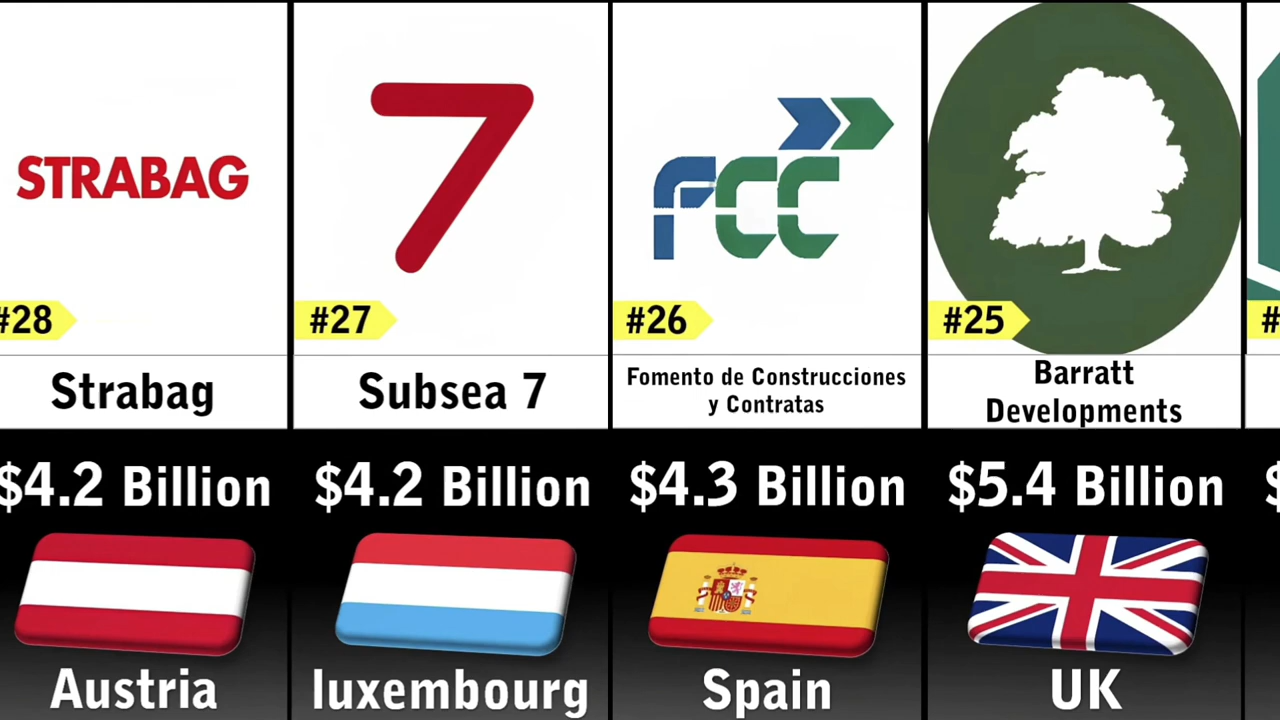 STRABAG
#28
Strabag
$4.2 Billion
Austria
7
#27
Subsea 7
$4.2 Billion
luxembourg
FCC
#26
Fomento de Construcciones
y Contratas
$4.3 Billion
Spain
#25
Barratt
Developments
$5.4 Billion
UK
#
$